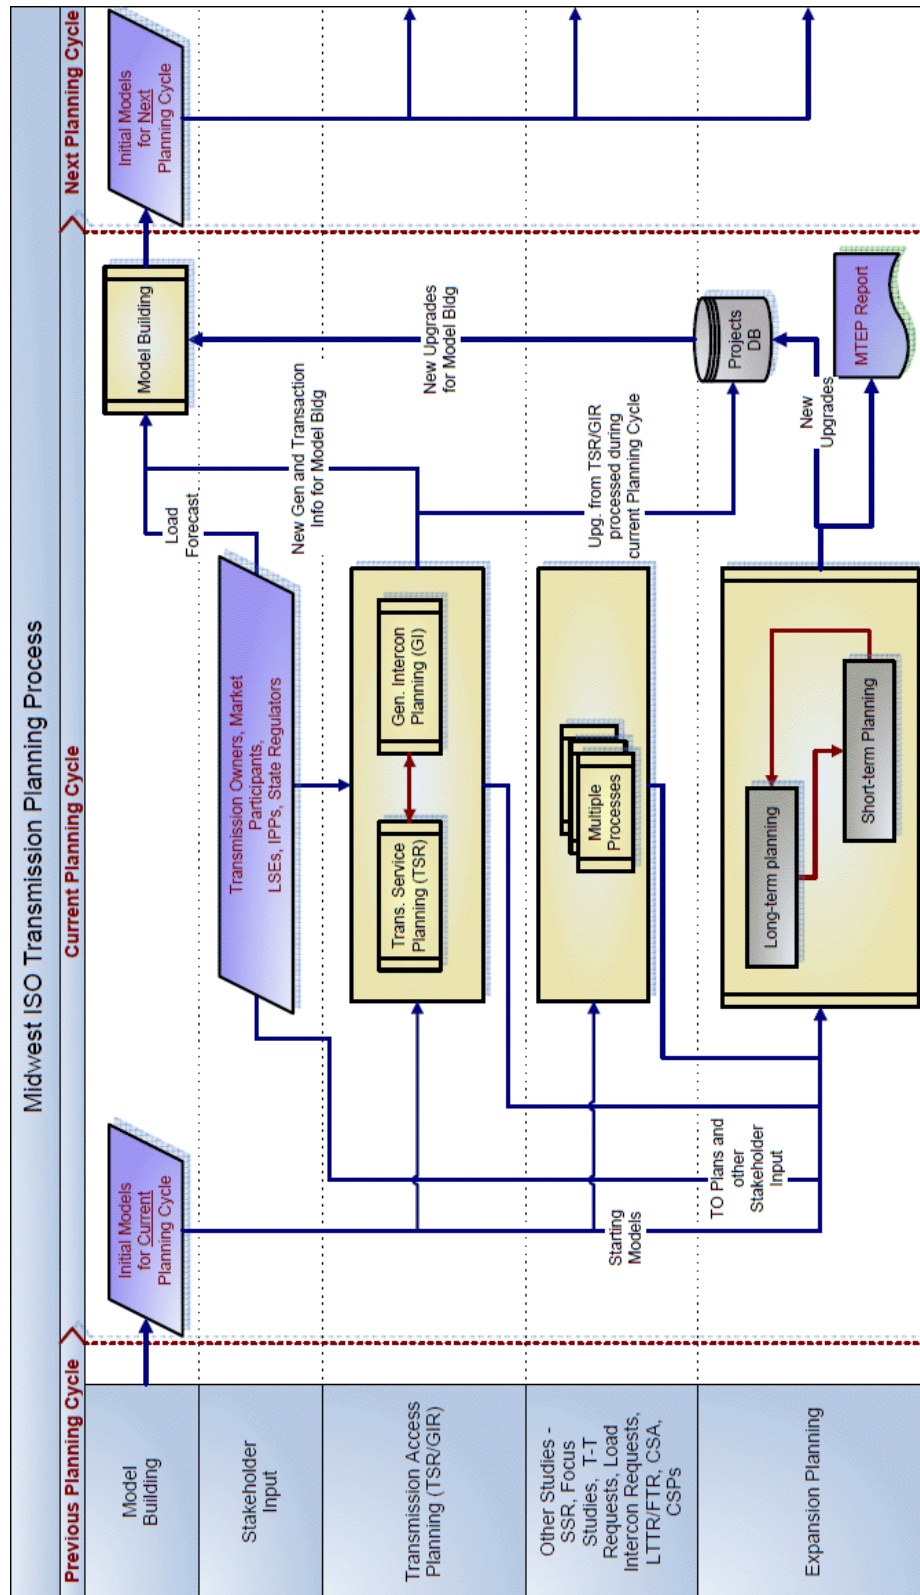 Midwest ISO Transmission Planning Process
Previous Planning Cycle
Current Planning Cycle
Next Planning Cycle
Model
Building
Initial Models
for Current
Planning Cycle
Model Building
Initial Models
for Next
Planning Cycle
Stakeholder
Input
Transmission Owners, Market
Participants,
LSEs, IPPs, State Regulators
Load
Forecast
Transmission Access
Planning (TSR/GIR)
Trans. Service
Planning (TSR)
Gen. Intercon
Planning (GI)
New Gen and Transaction
Info for Model Bldg
New Upgrades
for Model Bldg
Other Studies -
SSR, Focus
Studies, T-T
Requests, Load
Intercon Requests,
LTTR/FTR, CSA,
CSPs
Starting
Models
Multiple
Processes
Upg. from TSR/GIR
processed during
current Planning Cycle
Expansion Planning
TO Plans and
other
Stakeholder
Input
Long-term planning
Short-term Planning
Projects
DB
New
Upgrades
MTEP Report